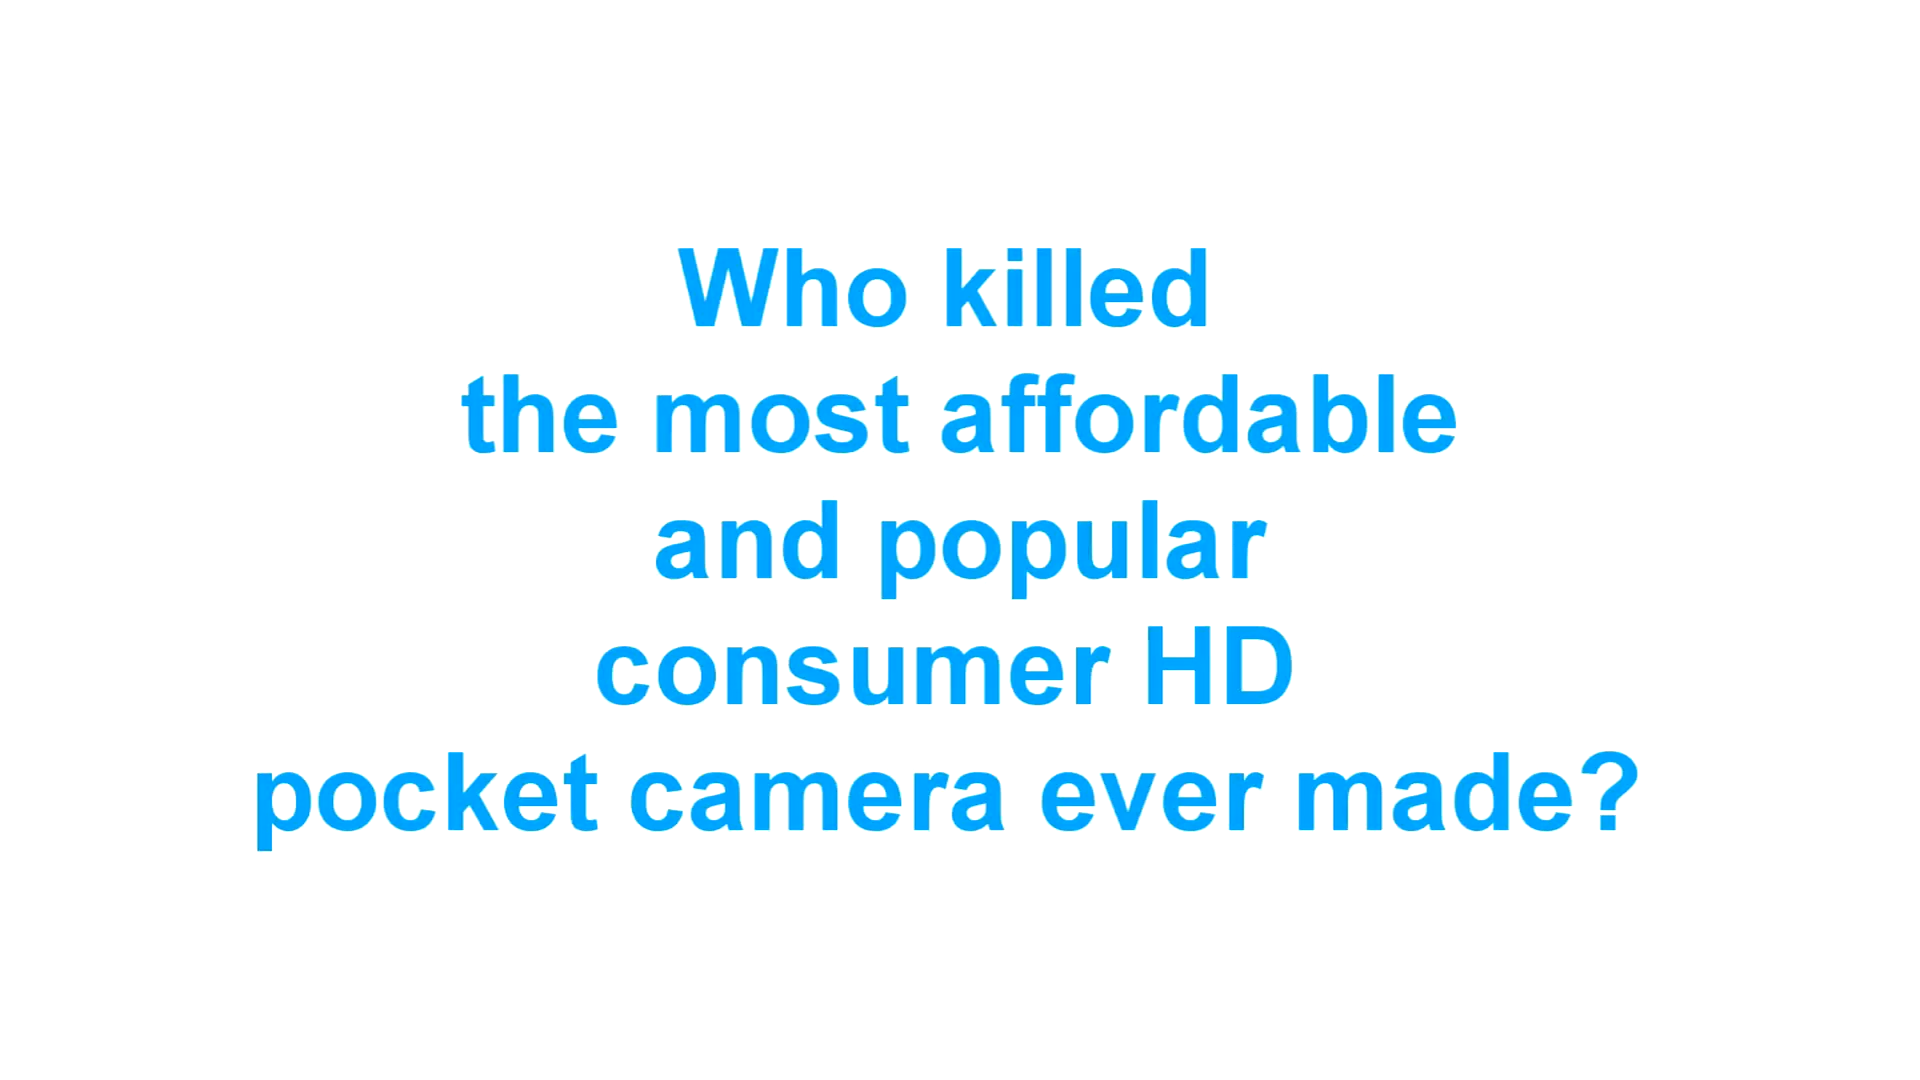 Who killed
the most affordable
and popular
consumer HD
pocket camera ever made?